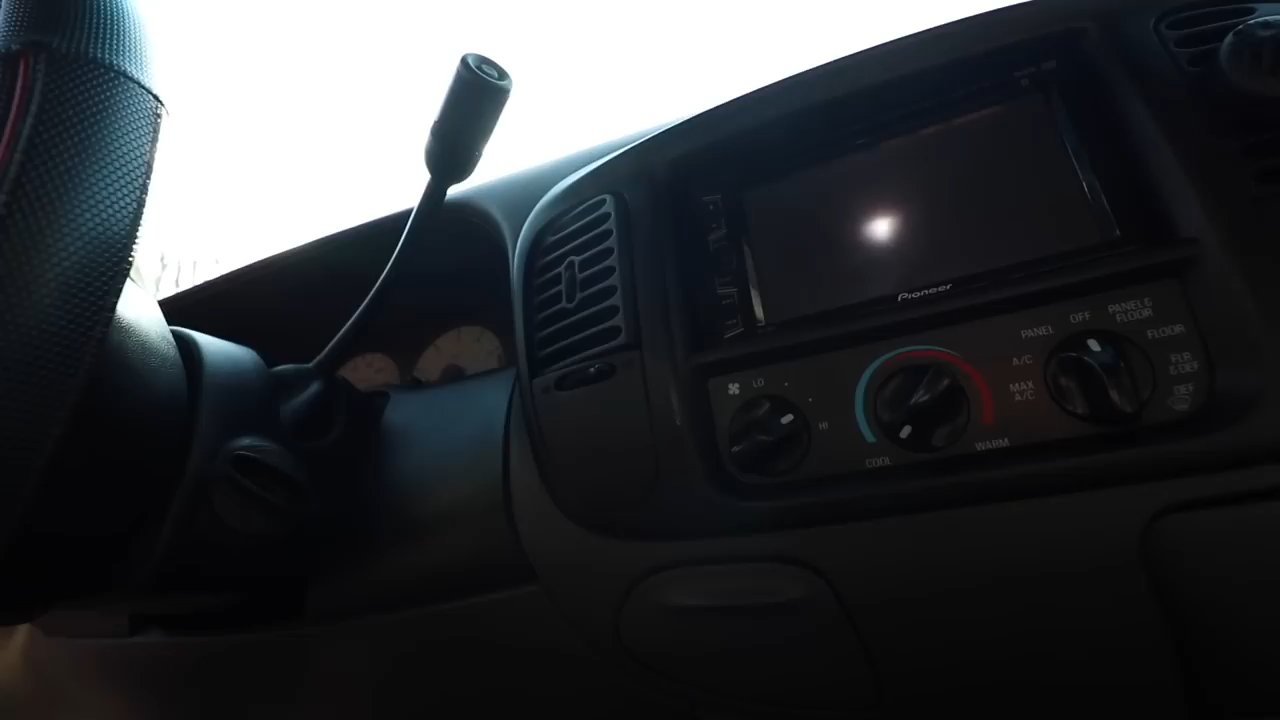 Pioneer
LO
HI
COOL
WARM
MAX
A/C
A/C
PANEL
OFF
PANEL &
FLOOR
FLOOR
FLR
& DEF
DEF